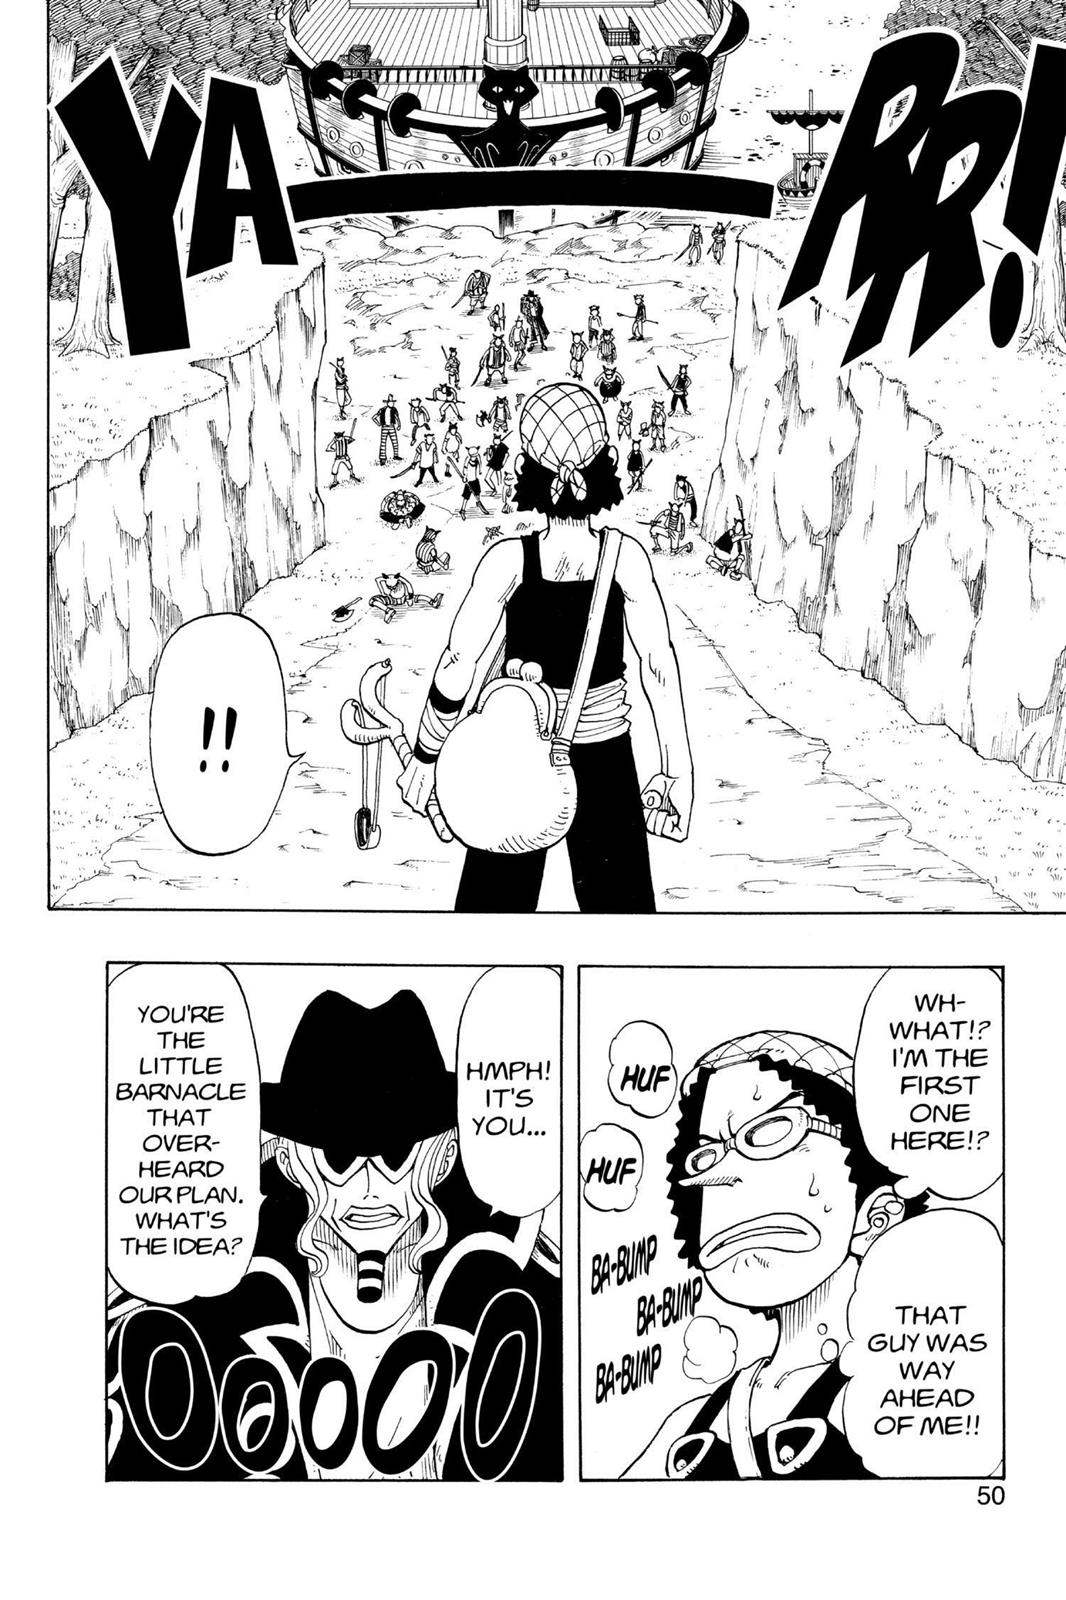 YA—RR!!
!!
WH-
WHAT!?
I'M THE
FIRST
ONE
HERE!?
HUF
HUF
BA-BUMP
BA-BUMP
BA-BUMP
THAT
GUY WAS
WAY
AHEAD
OF ME!!
HMPH!
IT'S
YOU...
YOU'RE
THE
LITTLE
BARNACLE
THAT
OVER-
HEARD
OUR PLAN.
WHAT'S
THE IDEA?
OOOOO
50